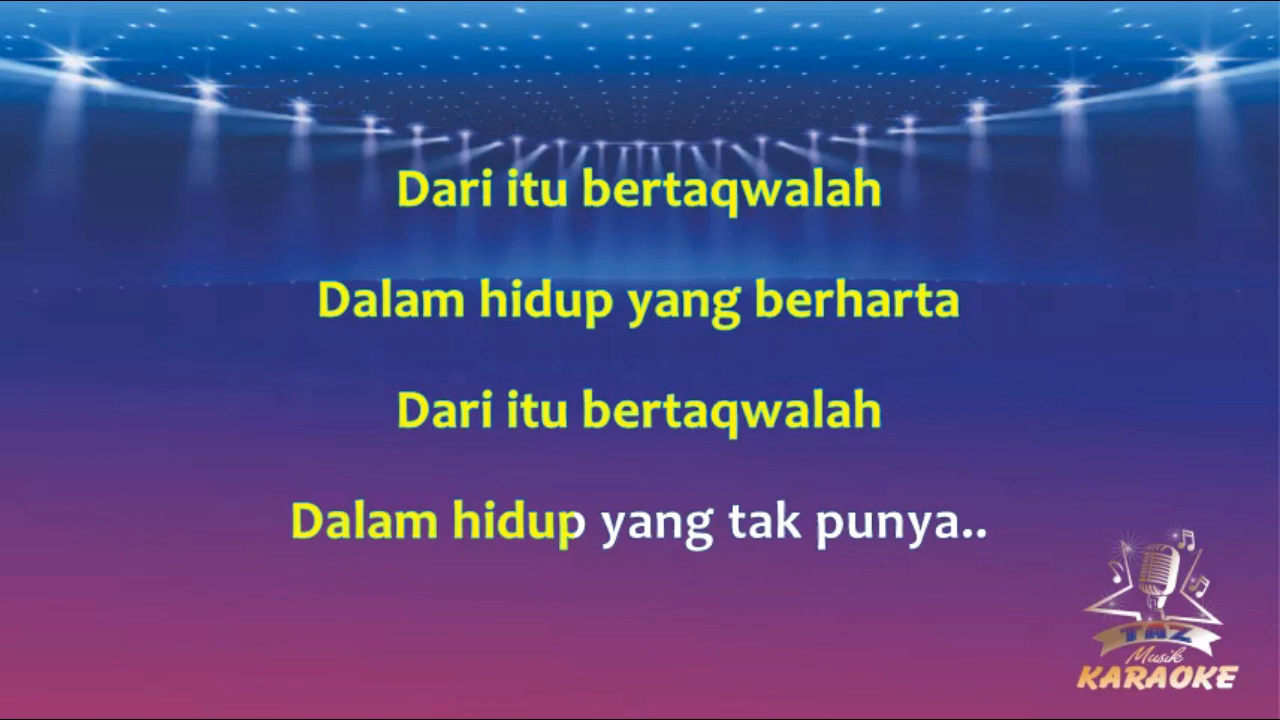 Dari itu bertaqwalah
Dalam hidup yang berharta
Dari itu bertaqwalah
Dalam hidup yang tak punya..
TAZ
Musik
KARAOKE